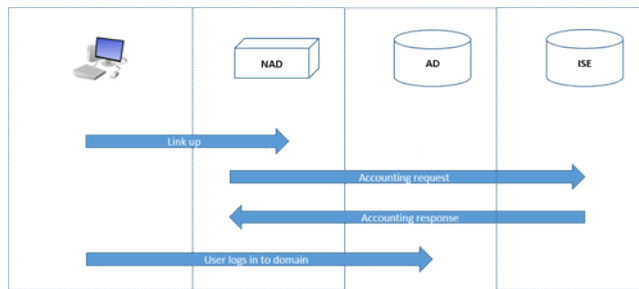 NAD
AD
ISE
Link up
Accounting request
Accounting response
User logs in to domain